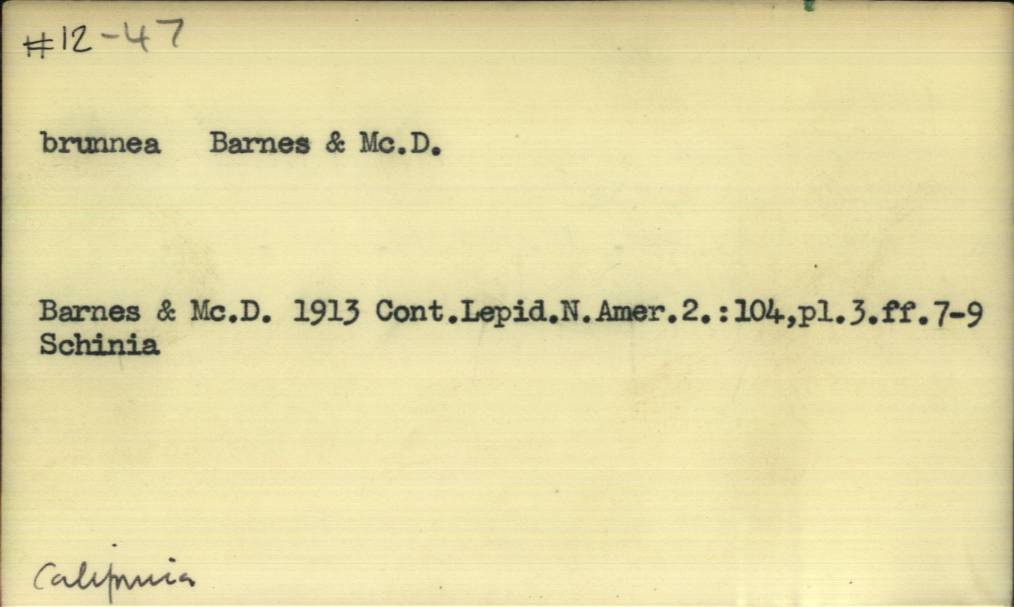 #12-47
brunnea Barnes & Mc.D.
Barnes & Mc.D. 1913 Cont.Lepid.N.Amer.2.:104,pl.3.ff.7-9
Schinia
California